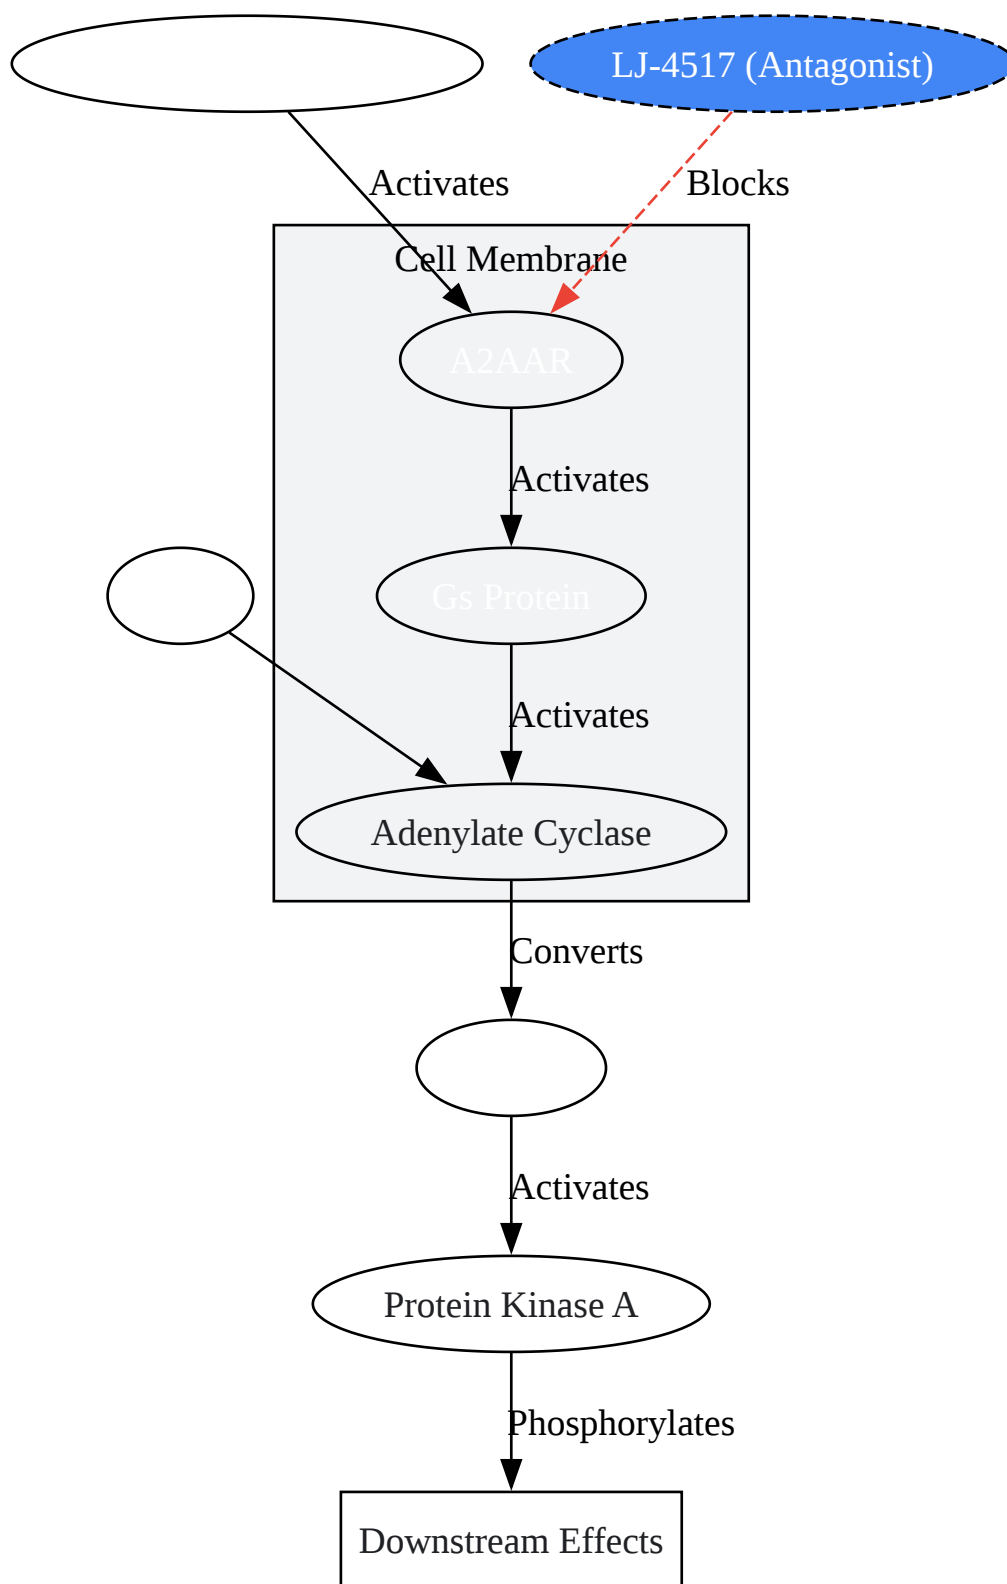 LJ-4517 (Antagonist)
Activates
Blocks
Cell Membrane
A2AAR
Activates
Gs Protein
Activates
Adenylate Cyclase
Converts
Activates
Protein Kinase A
Phosphorylates
Downstream Effects